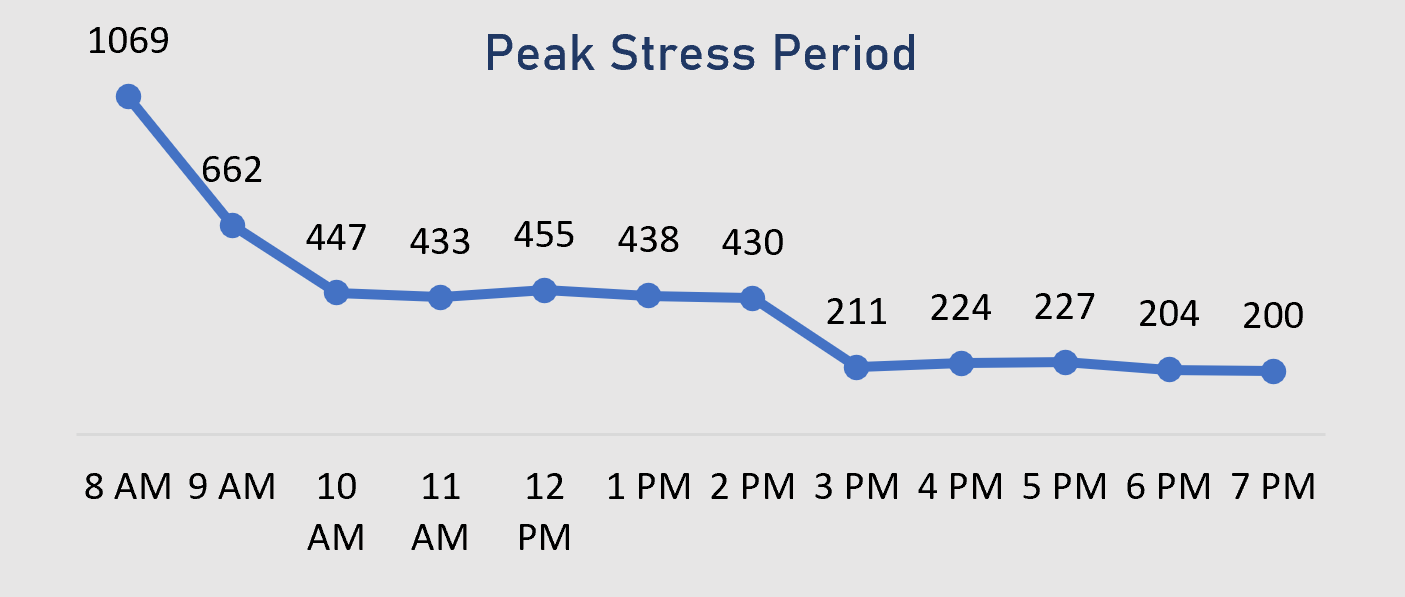 Peak Stress Period
1069
662
447
433
455
438
430
211
224
227
204
200
8 AM
9 AM
10
AM
11
AM
12
PM
1 PM
2 PM
3 PM
4 PM
5 PM
6 PM
7 PM